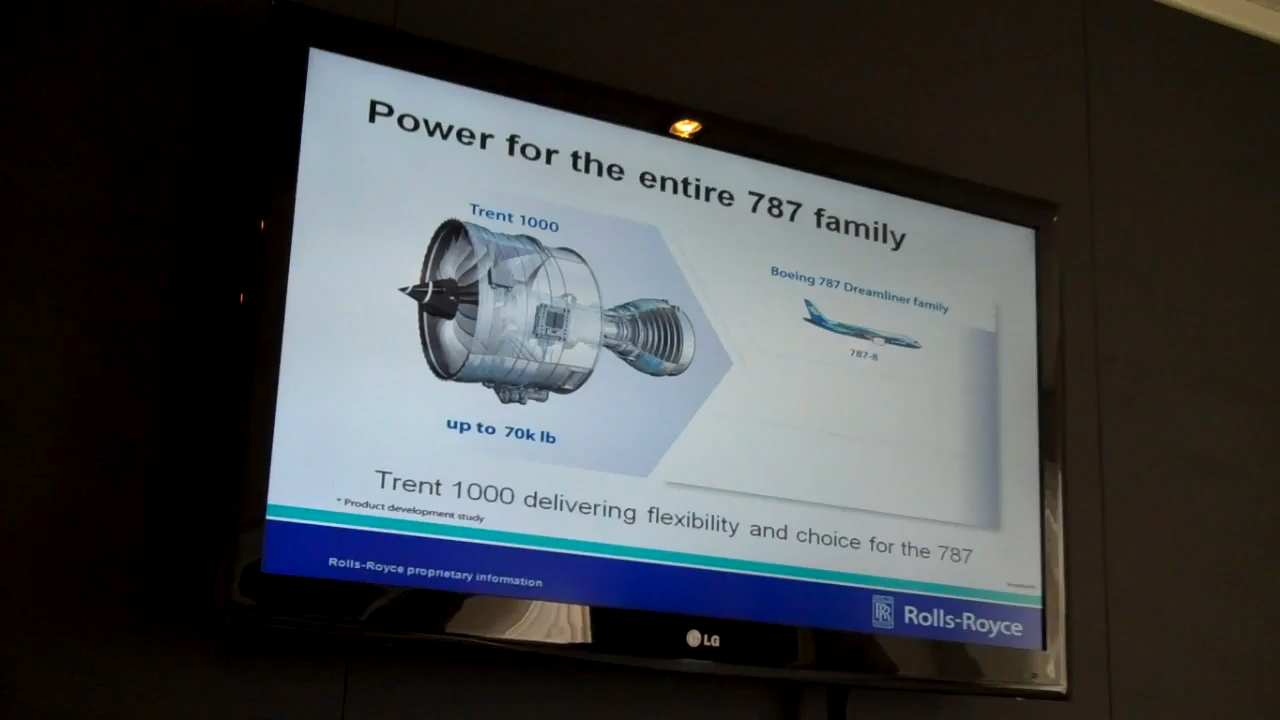 Power for the entire 787 family
Trent 1000
Boeing 787 Dreamliner family
787-8
up to 70k lb
Trent 1000 delivering flexibility and choice for the 787
* Product development study
Rolls-Royce proprietary information
RR
Rolls-Royce
LG